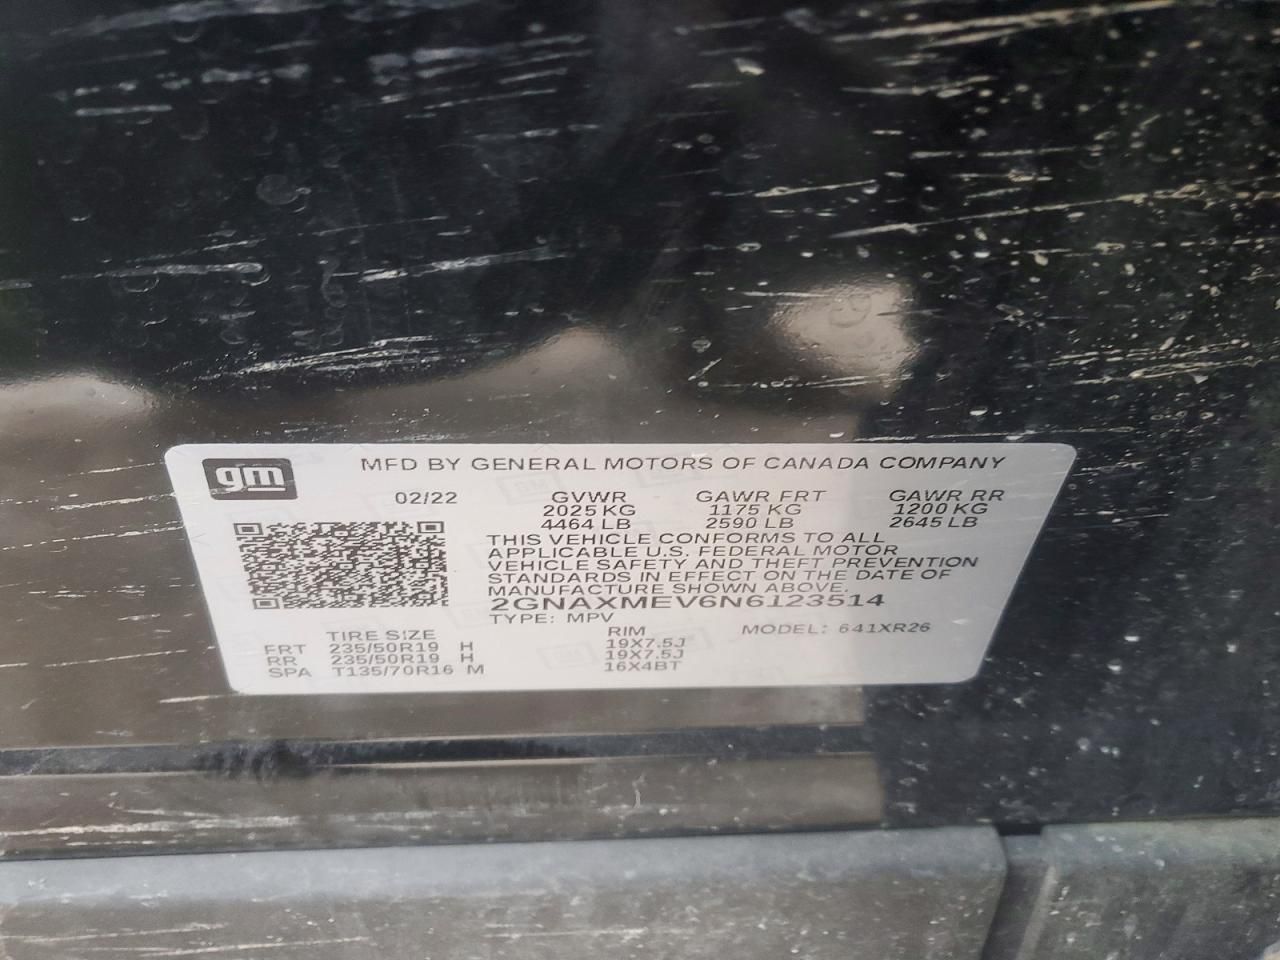 gm MFD BY GENERAL MOTORS OF CANADA COMPANY
02/22 GVWR GAWR FRT GAWR RR
2025 KG 1175 KG 1200 KG
4464 LB 2590 LB 2645 LB
THIS VEHICLE CONFORMS TO ALL
APPLICABLE U.S. FEDERAL MOTOR
VEHICLE SAFETY AND THEFT PREVENTION
STANDARDS IN EFFECT ON THE DATE OF
MANUFACTURE SHOWN ABOVE.
2GNAXMEV6N6123514
TYPE: MPV
TIRE SIZE RIM MODEL: 641XR26
FRT 235/50R19 H 19X7.5J
RR 235/50R19 H 19X7.5J
SPA T135/70R16 M 16X4BT